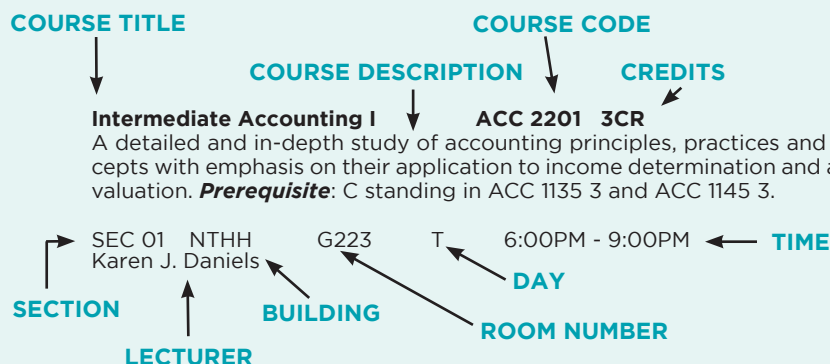 COURSE TITLE COURSE CODE
COURSE DESCRIPTION CREDITS
Intermediate Accounting I ACC 2201 3CR
A detailed and in-depth study of accounting principles, practices and
cepts with emphasis on their application to income determination and
valuation. Prerequisite: C standing in ACC 1135 3 and ACC 1145 3.
SEC 01 NTHH G223 T 6:00PM - 9:00PM TIME
Karen J. Daniels
DAY
SECTION BUILDING
ROOM NUMBER
LECTURER